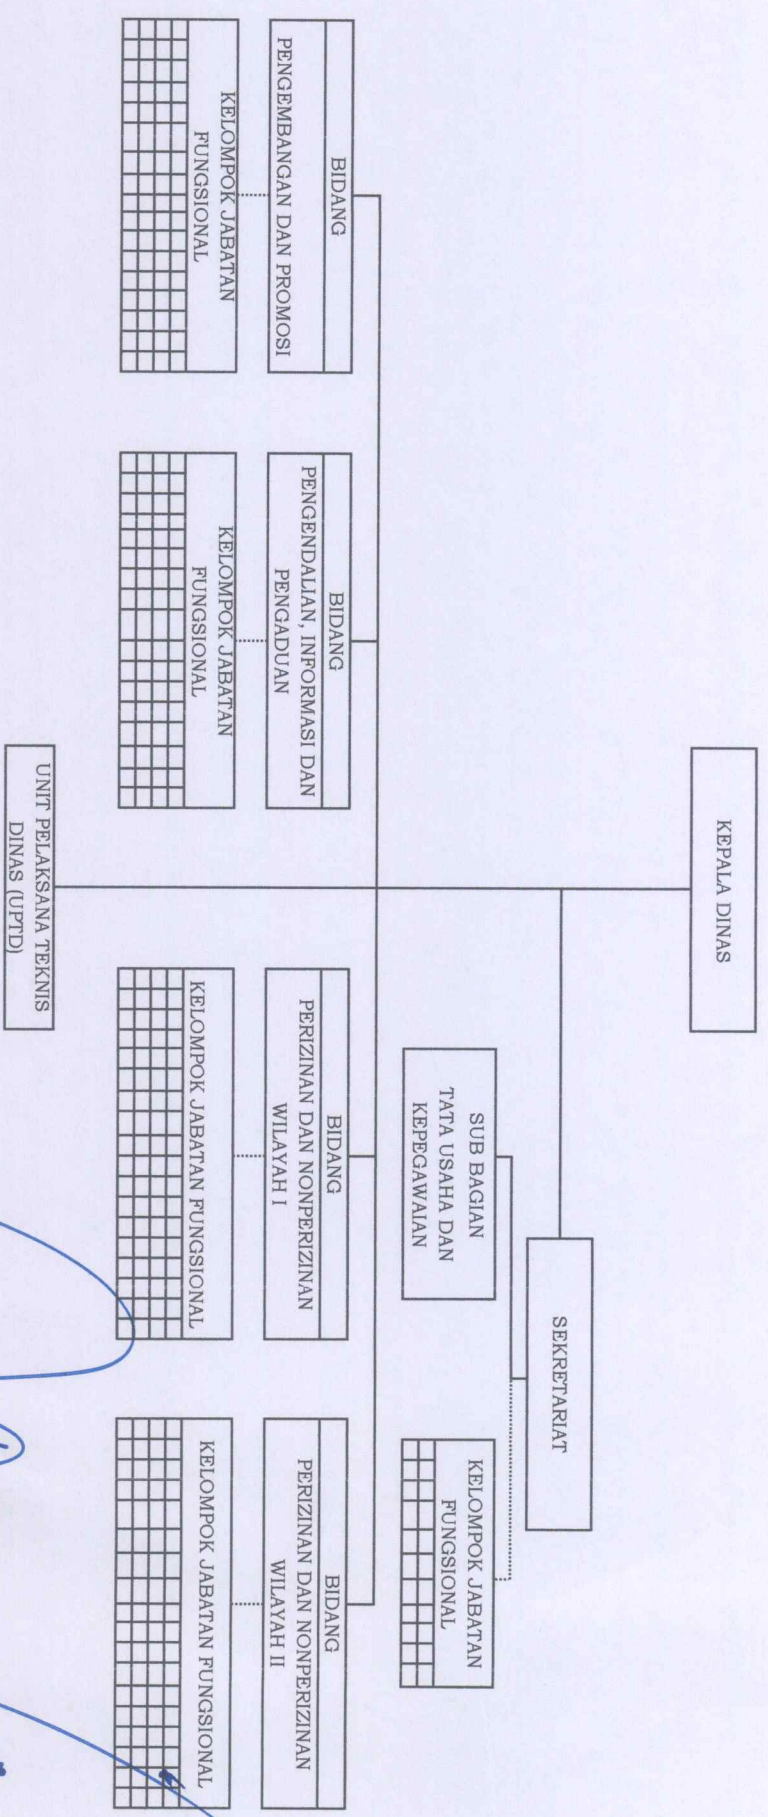 KEPALA DINAS
SEKRETARIAT
SUB BAGIAN
TATA USAHA DAN
KEPEGAWAIAN
KELOMPOK JABATAN
FUNGSIONAL
BIDANG
PENGEMBANGAN DAN PROMOSI
KELOMPOK JABATAN
FUNGSIONAL
BIDANG
PENGENDALIAN, INFORMASI DAN
PENGADUAN
KELOMPOK JABATAN
FUNGSIONAL
BIDANG
PERIZINAN DAN NONPERIZINAN
WILAYAH I
KELOMPOK JABATAN FUNGSIONAL
BIDANG
PERIZINAN DAN NONPERIZINAN
WILAYAH II
KELOMPOK JABATAN FUNGSIONAL
UNIT PELAKSANA TEKNIS
DINAS (UPTD)